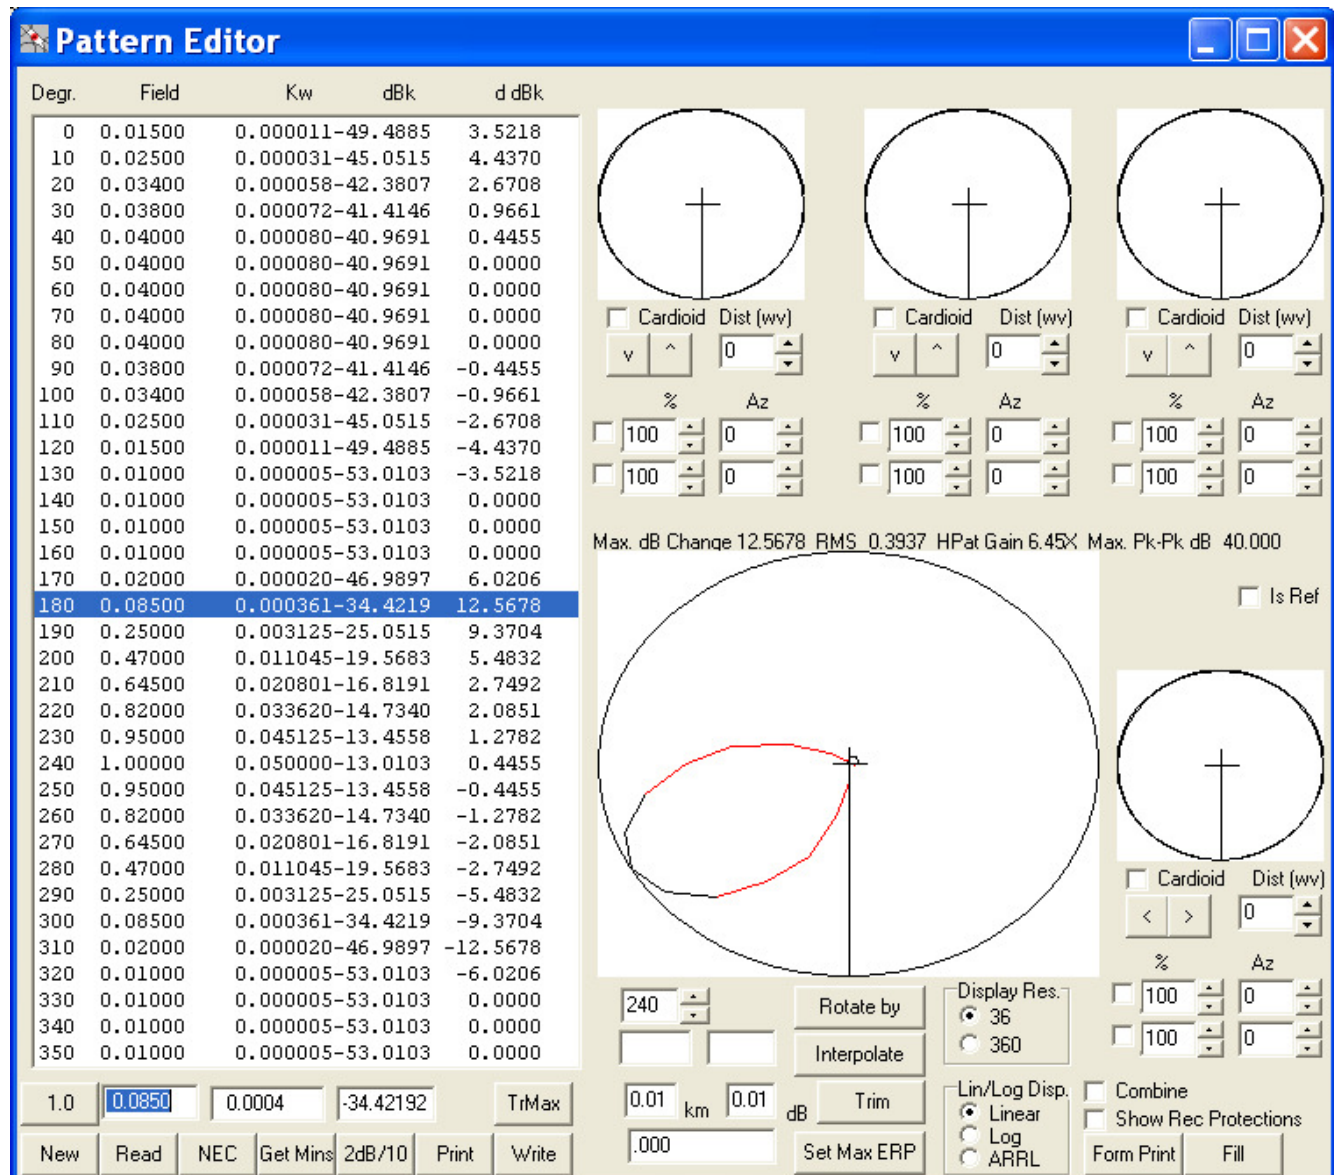 Pattern Editor
Degr. Field Kw dBk d dBk
0 0.01500 0.000011-49.4885 3.5218
10 0.02500 0.000031-45.0515 4.4370
20 0.03400 0.000058-42.3807 2.6708
30 0.03800 0.000072-41.4146 0.9661
40 0.04000 0.000080-40.9691 0.4455
50 0.04000 0.000080-40.9691 0.0000
60 0.04000 0.000080-40.9691 0.0000
70 0.04000 0.000080-40.9691 0.0000
80 0.04000 0.000080-40.9691 0.0000
90 0.03800 0.000072-41.4146 -0.4455
100 0.03400 0.000058-42.3807 -0.9661
110 0.02500 0.000031-45.0515 -2.6708
120 0.01500 0.000011-49.4885 -4.4370
130 0.01000 0.000005-53.0103 -3.5218
140 0.01000 0.000005-53.0103 0.0000
150 0.01000 0.000005-53.0103 0.0000
160 0.01000 0.000005-53.0103 0.0000
170 0.02000 0.000020-46.9897 6.0206
180 0.08500 0.000361-34.4219 12.5678
190 0.25000 0.003125-25.0515 9.3704
200 0.47000 0.011045-19.5683 5.4832
210 0.64500 0.020801-16.8191 2.7492
220 0.82000 0.033620-14.7340 2.0851
230 0.95000 0.045125-13.4558 1.2782
240 1.00000 0.050000-13.0103 0.4455
250 0.95000 0.045125-13.4558 -0.4455
260 0.82000 0.033620-14.7340 -1.2782
270 0.64500 0.020801-16.8191 -2.0851
280 0.47000 0.011045-19.5683 -2.7492
290 0.25000 0.003125-25.0515 -5.4832
300 0.08500 0.000361-34.4219 -9.3704
310 0.02000 0.000020-46.9897 -12.5678
320 0.01000 0.000005-53.0103 -6.0206
330 0.01000 0.000005-53.0103 0.0000
340 0.01000 0.000005-53.0103 0.0000
350 0.01000 0.000005-53.0103 0.0000
1.0 0.0850 0.0004 -34.42192 TrMax
New Read NEC Get Mins 2dB/10 Print Write
Cardioid Dist (wv) Cardioid Dist (wv) Cardioid Dist (wv)
v ^ 0 v ^ 0 v ^ 0
% Az % Az % Az
100 0 100 0 100 0
100 0 100 0 100 0
Max. dB Change 12.5678 RMS 0.3937 HPat Gain 6.45X Max. Pk-Pk dB 40.000
Is Ref
Cardioid Dist (wv)
< > 0
% Az
100 0
100 0
240 Rotate by
Interpolate
0.01 km 0.01 dB Trim
.000 Set Max ERP
Display Res.
36
360
Lin/Log Disp.
Linear
Log
ARRL
Combine
Show Rec Protections
Form Print Fill